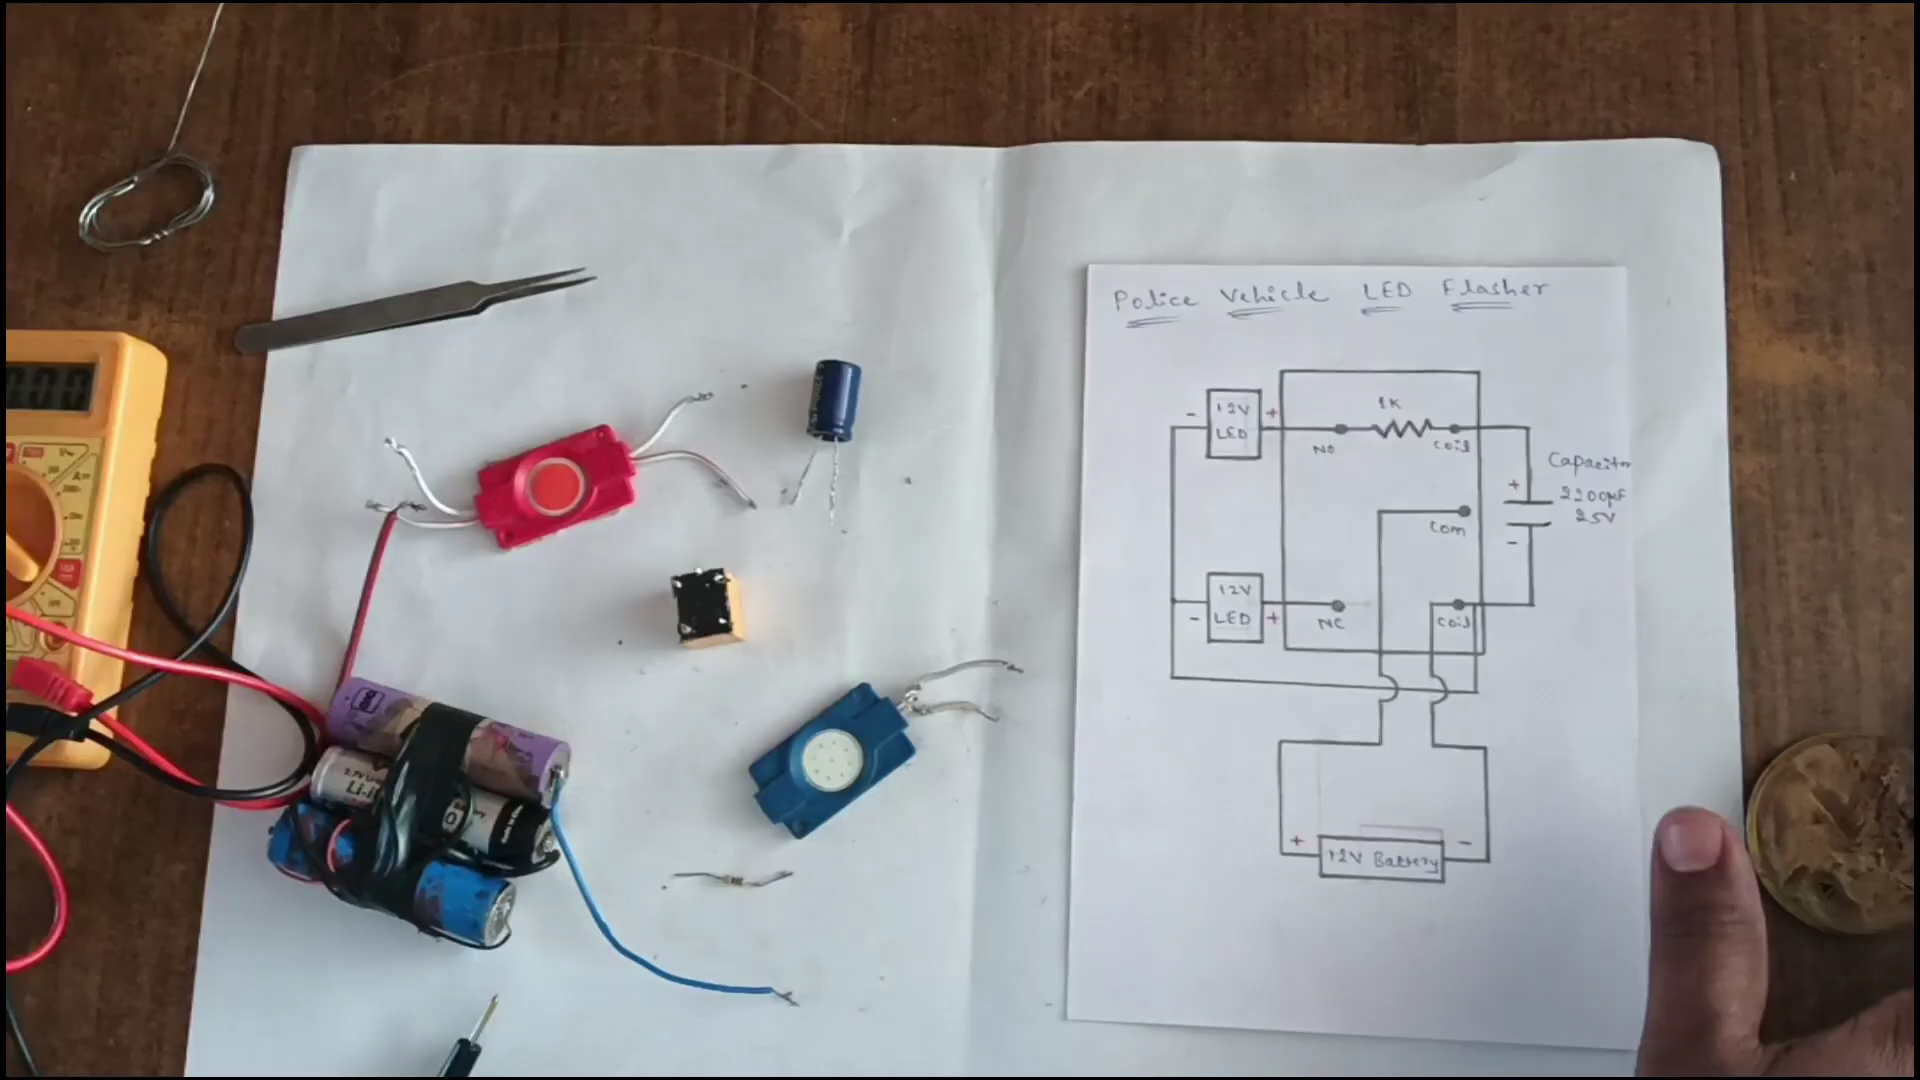 Police Vehicle LED Flasher
1K
- 12V LED +
NO
Coil
Capacitor
+
2200μF
25V
Com
-
12V
- LED +
NC
Coil
+ 12V Battery -
Li-i